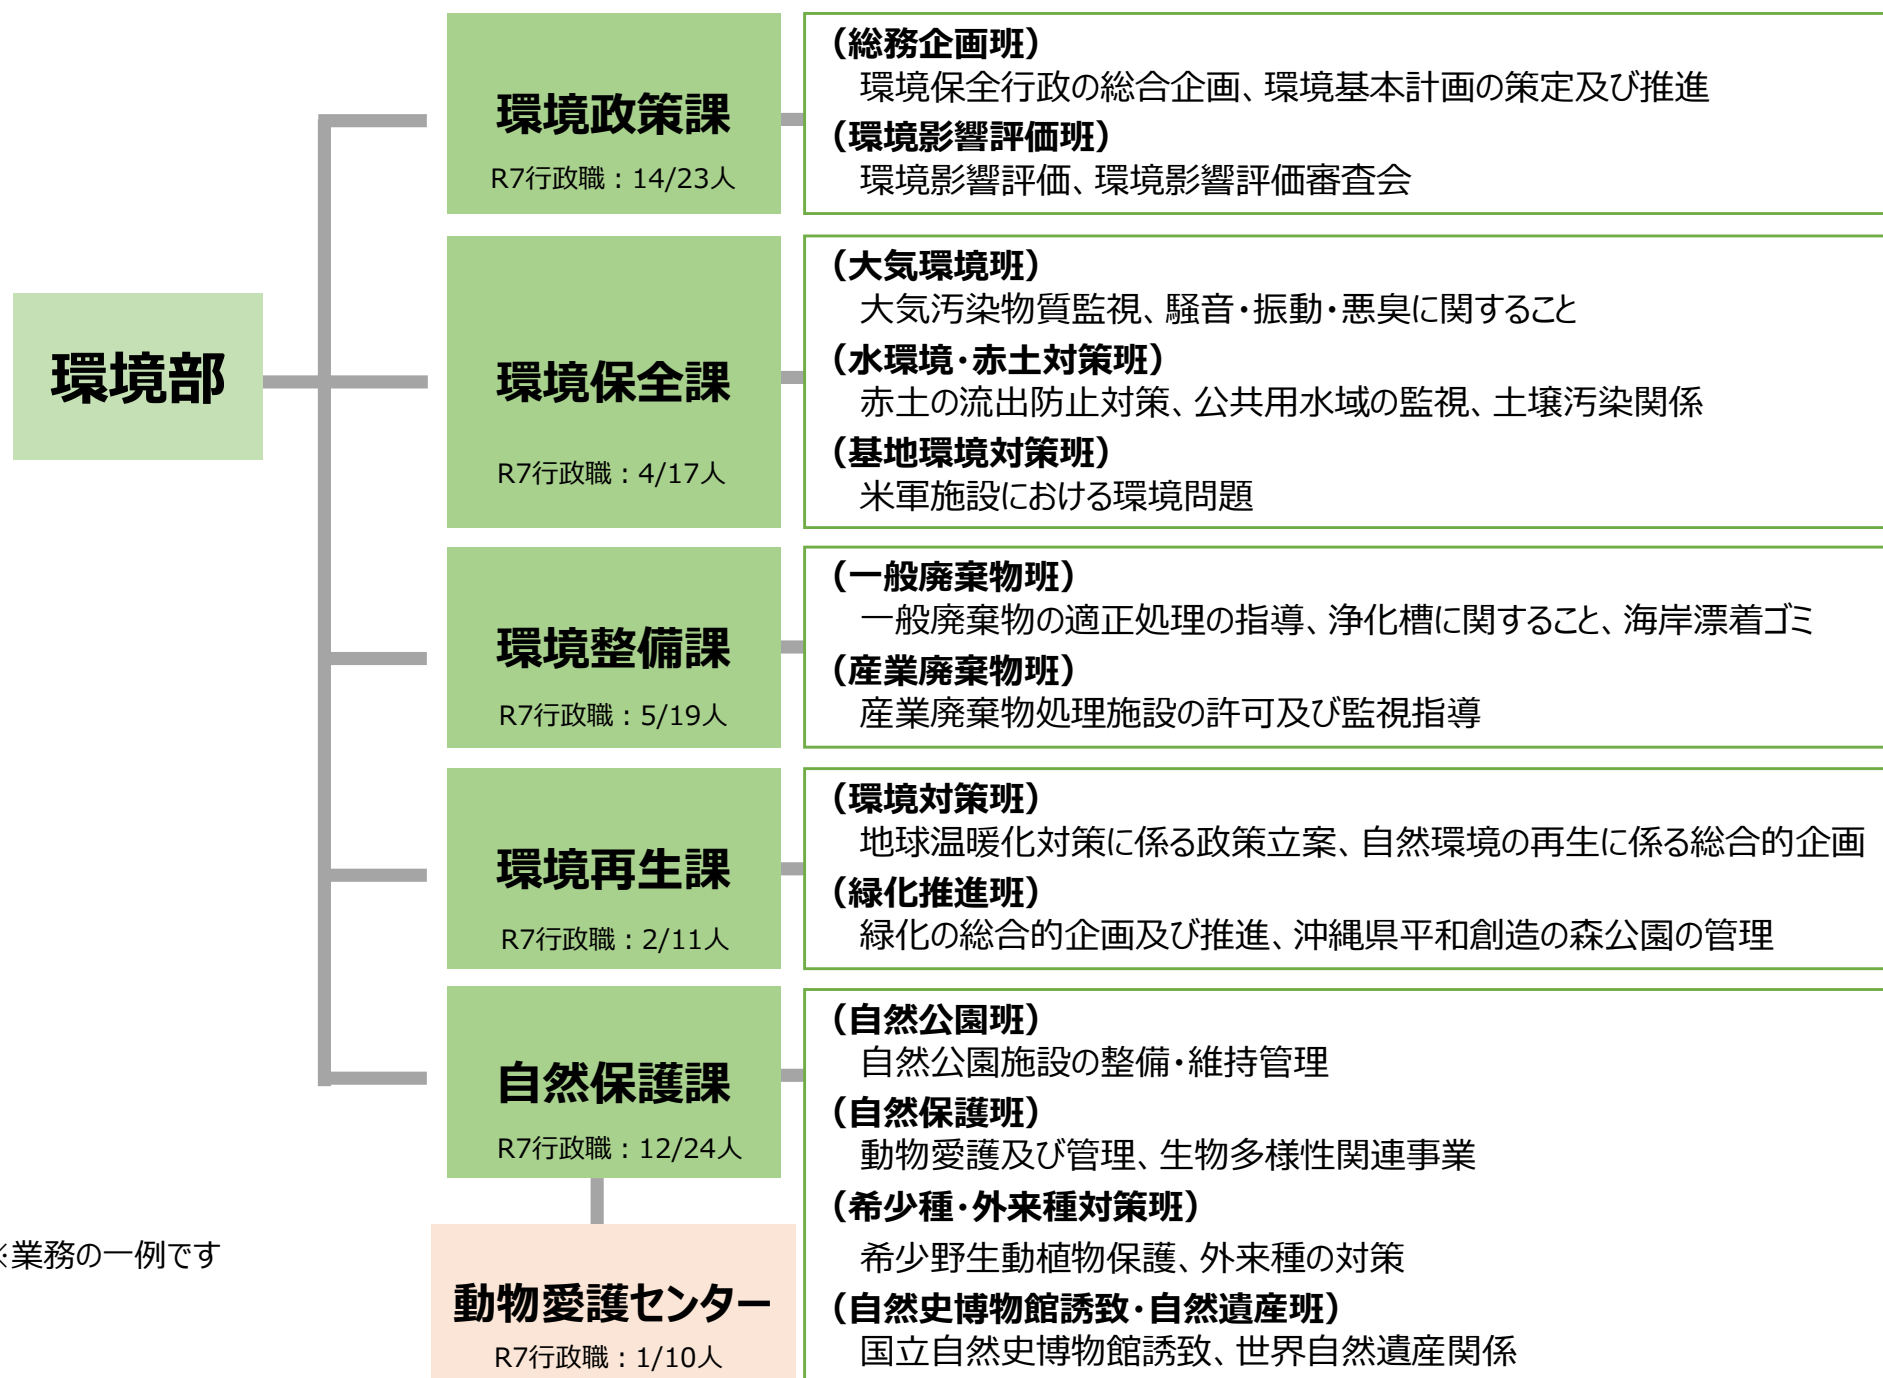 環境部
環境政策課
R7行政職：14/23人
（総務企画班）
環境保全行政の総合企画、環境基本計画の策定及び推進
（環境影響評価班）
環境影響評価、環境影響評価審査会
環境保全課
R7行政職：4/17人
（大気環境班）
大気汚染物質監視、騒音・振動・悪臭に関すること
（水環境・赤土対策班）
赤土の流出防止対策、公共用水域の監視、土壌汚染関係
（基地環境対策班）
米軍施設における環境問題
環境整備課
R7行政職：5/19人
（一般廃棄物班）
一般廃棄物の適正処理の指導、浄化槽に関すること、海岸漂着ゴミ
（産業廃棄物班）
産業廃棄物処理施設の許可及び監視指導
環境再生課
R7行政職：2/11人
（環境対策班）
地球温暖化対策に係る政策立案、自然環境の再生に係る総合的企画
（緑化推進班）
緑化の総合的企画及び推進、沖縄県平和創造の森公園の管理
自然保護課
R7行政職：12/24人
（自然公園班）
自然公園施設の整備・維持管理
（自然保護班）
動物愛護及び管理、生物多様性関連事業
（希少種・外来種対策班）
希少野生動植物保護、外来種の対策
（自然史博物館誘致・自然遺産班）
国立自然史博物館誘致、世界自然遺産関係
動物愛護センター
R7行政職：1/10人
※業務の一例です